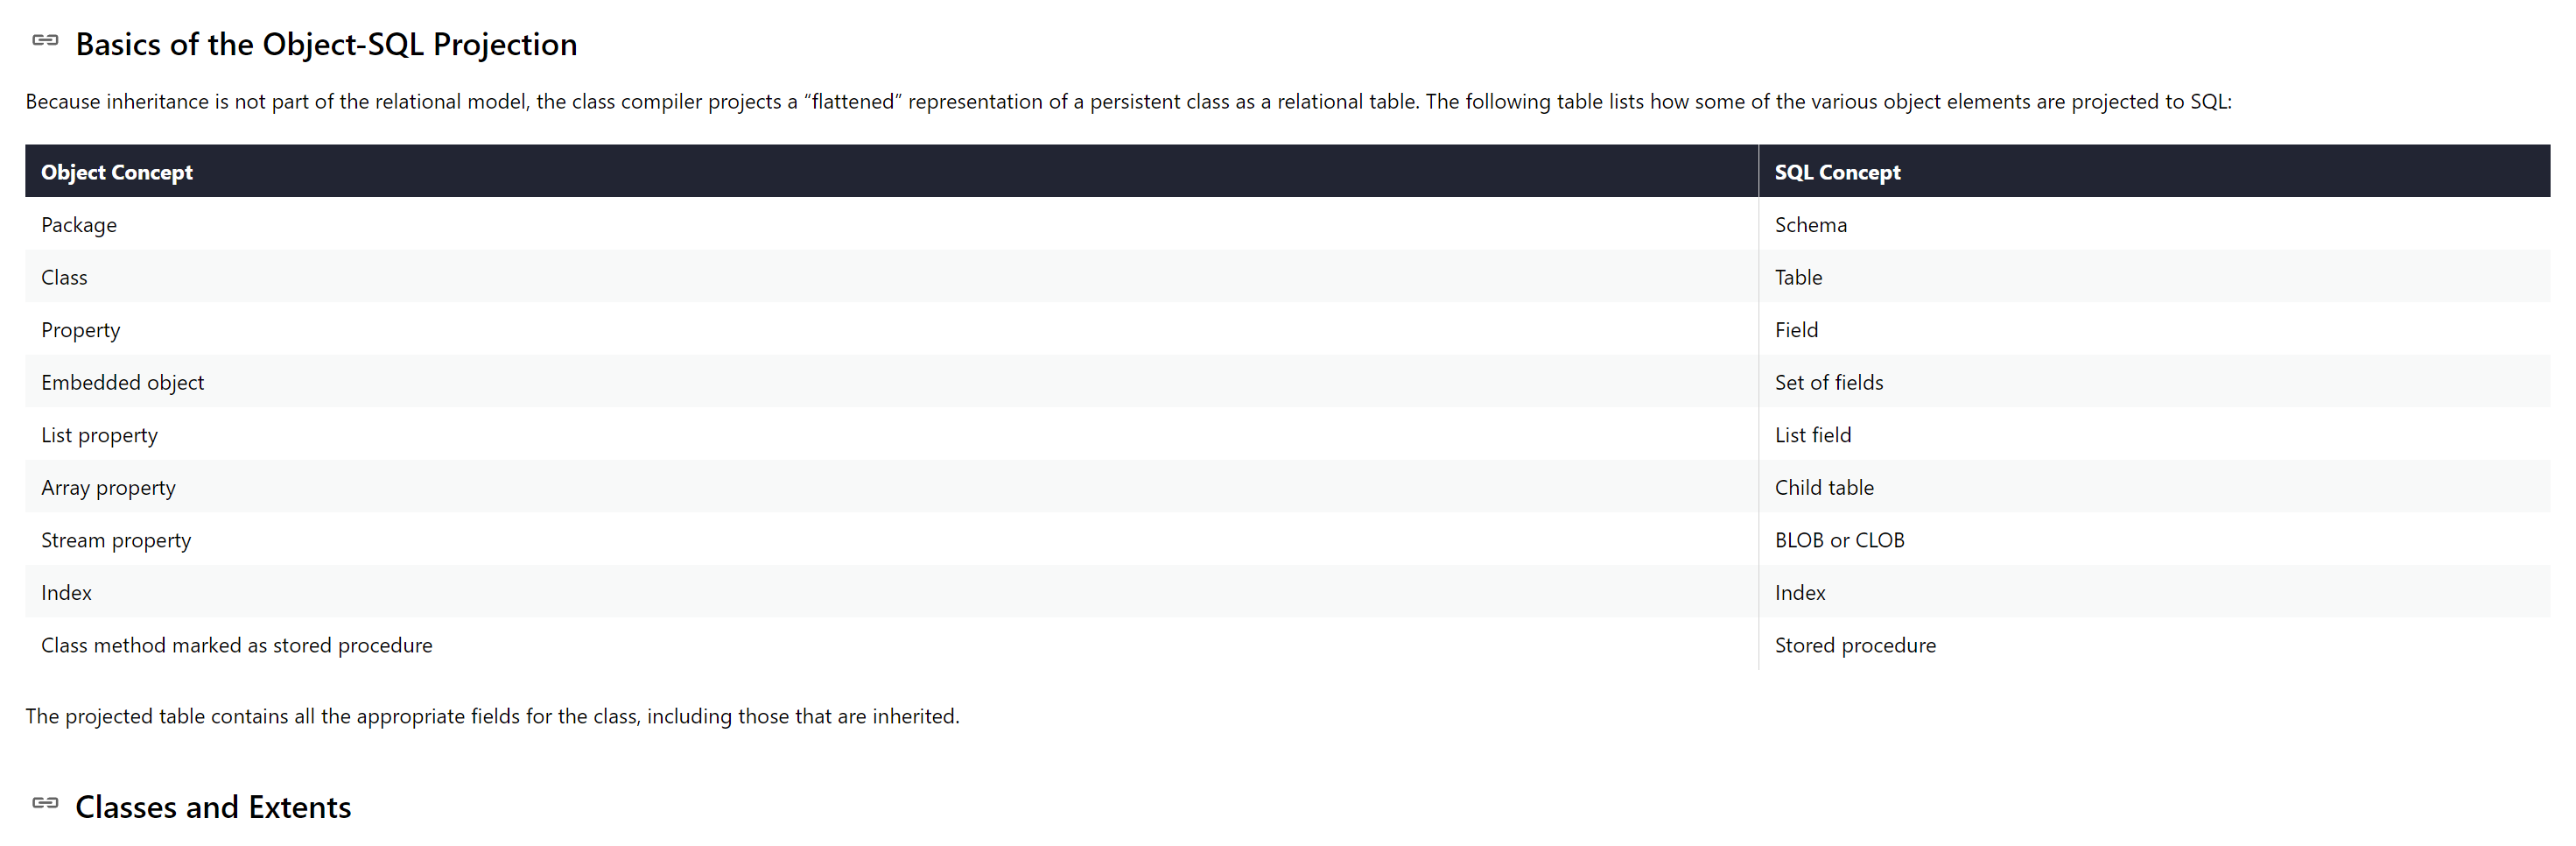 Basics of the Object-SQL Projection
Because inheritance is not part of the relational model, the class compiler projects a “flattened” representation of a persistent class as a relational table. The following table lists how some of the various object elements are projected to SQL:
Object Concept SQL Concept
Package Schema
Class Table
Property Field
Embedded object Set of fields
List property List field
Array property Child table
Stream property BLOB or CLOB
Index Index
Class method marked as stored procedure Stored procedure
The projected table contains all the appropriate fields for the class, including those that are inherited.
Classes and Extents